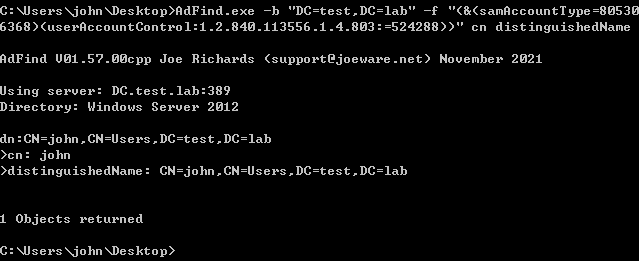 C:\Users\john\Desktop>AdFind.exe -b "DC=test,DC=lab" -f "(&(samAccountType=80530
6368)(userAccountControl:1.2.840.113556.1.4.803:=524288))" cn distinguishedName
AdFind V01.57.00cpp Joe Richards (support@joeware.net) November 2021
Using server: DC.test.lab:389
Directory: Windows Server 2012
dn:CN=john,CN=Users,DC=test,DC=lab
>cn: john
>distinguishedName: CN=john,CN=Users,DC=test,DC=lab
1 Objects returned
C:\Users\john\Desktop>